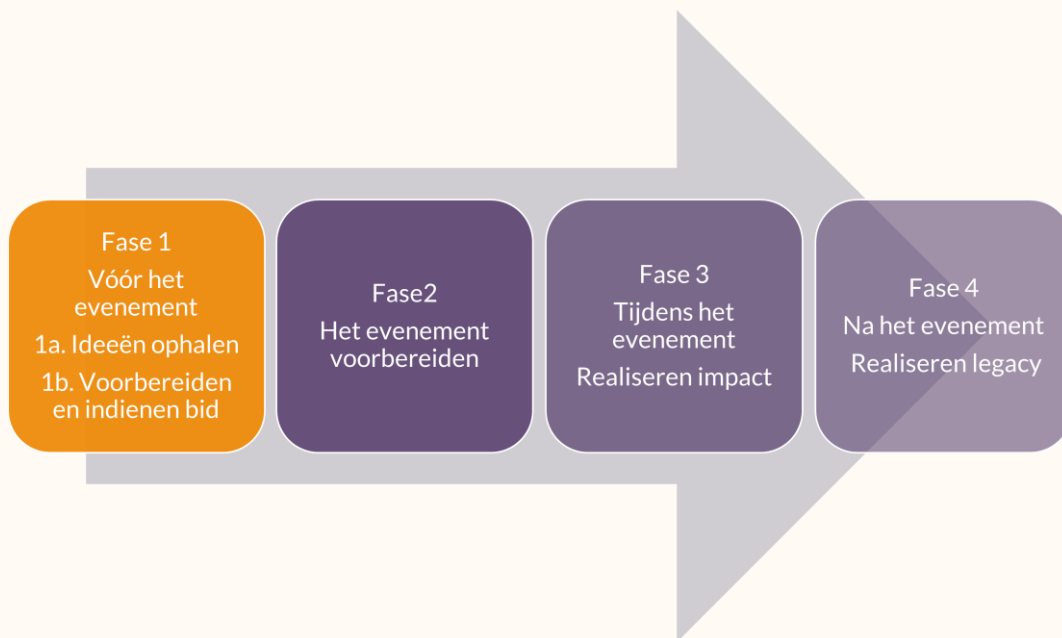 Fase 1
Vóór het
evenement
1a. Ideeën ophalen
1b. Voorbereiden
en indienen bid
Fase2
Het evenement
voorbereiden
Fase 3
Tijdens het
evenement
Realiseren impact
Fase 4
Na het evenement
Realiseren legacy